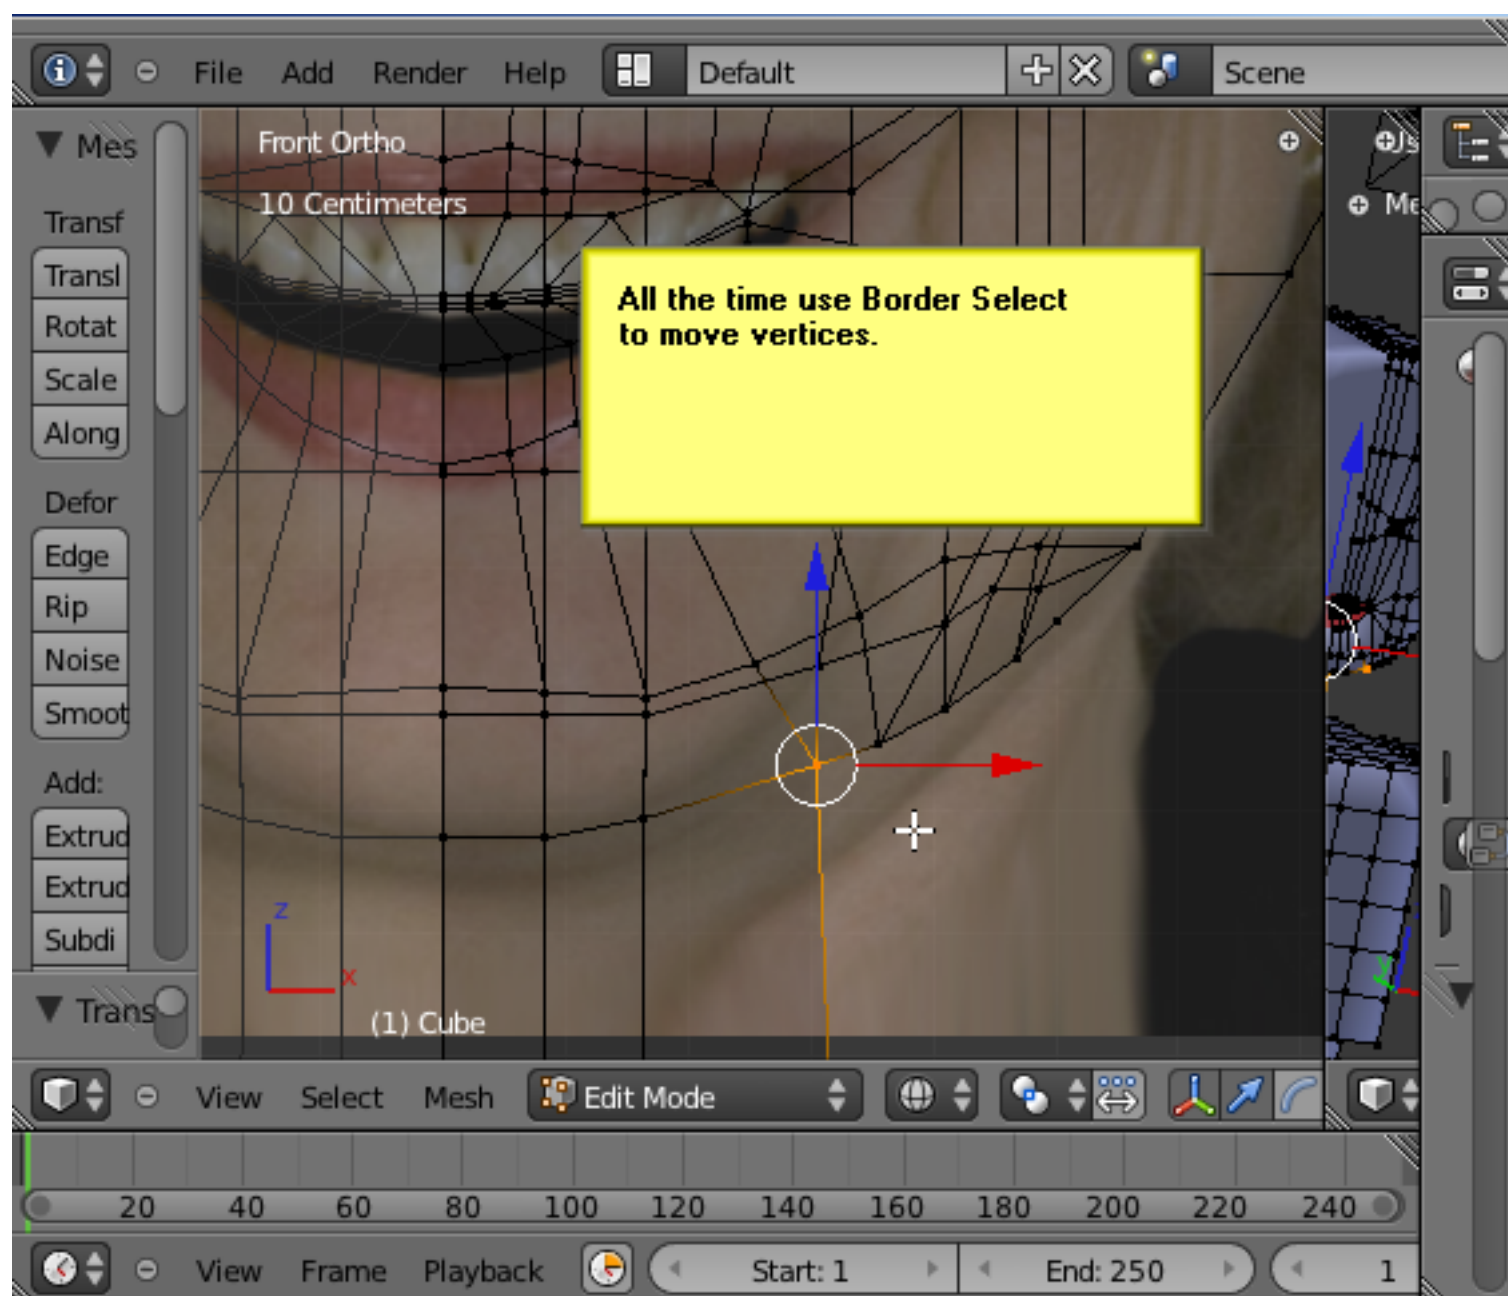 File Add Render Help Default Scene
Mes
Front Ortho
10 Centimeters
Me
Transf
Transl
Rotat
Scale
Along
All the time use Border Select
to move vertices.
Defor
Edge
Rip
Noise
Smoot
Add:
Extrud
Extrud
Subdi
z
x
y
Trans
(1) Cube
View Select Mesh Edit Mode
20 40 60 80 100 120 140 160 180 200 220 240
View Frame Playback Start: 1 End: 250 1